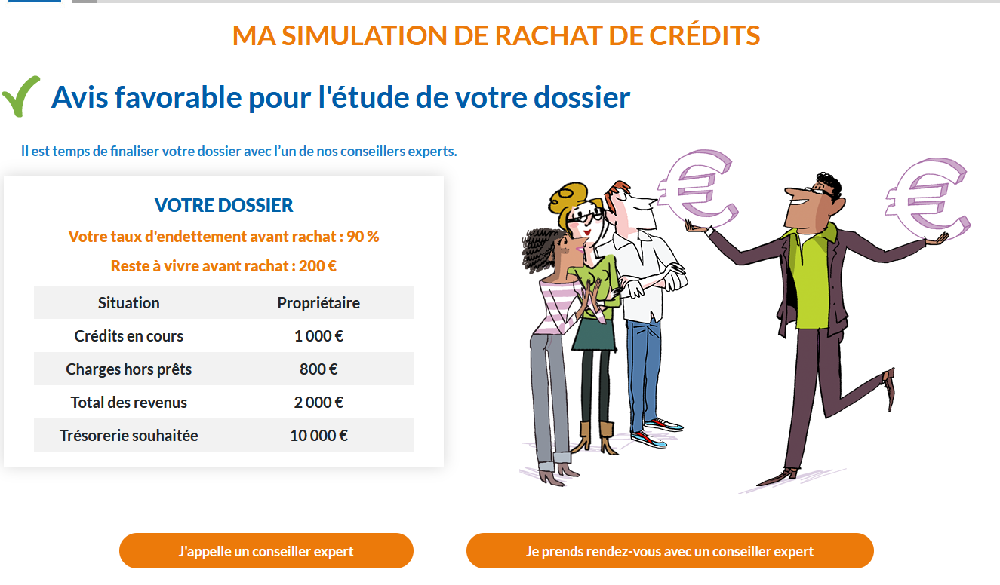 MA SIMULATION DE RACHAT DE CRÉDITS
Avis favorable pour l'étude de votre dossier
Il est temps de finaliser votre dossier avec l’un de nos conseillers experts.
VOTRE DOSSIER
Votre taux d'endettement avant rachat : 90 %
Reste à vivre avant rachat : 200 €
Situation Propriétaire
Crédits en cours 1 000 €
Charges hors prêts 800 €
Total des revenus 2 000 €
Trésorerie souhaitée 10 000 €
€ €
J'appelle un conseiller expert
Je prends rendez-vous avec un conseiller expert